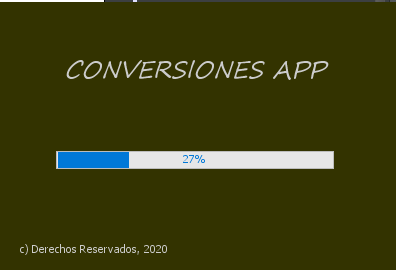 CONVERSIONES APP
27%
c) Derechos Reservados, 2020